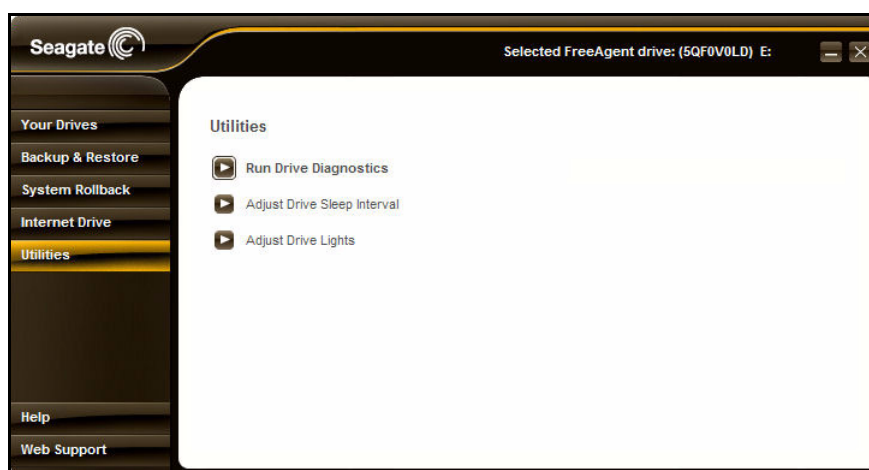 Seagate
Selected FreeAgent drive: (5QF0V0LD) E:
Your Drives
Backup & Restore
System Rollback
Internet Drive
Utilities
Help
Web Support
Utilities
Run Drive Diagnostics
Adjust Drive Sleep Interval
Adjust Drive Lights